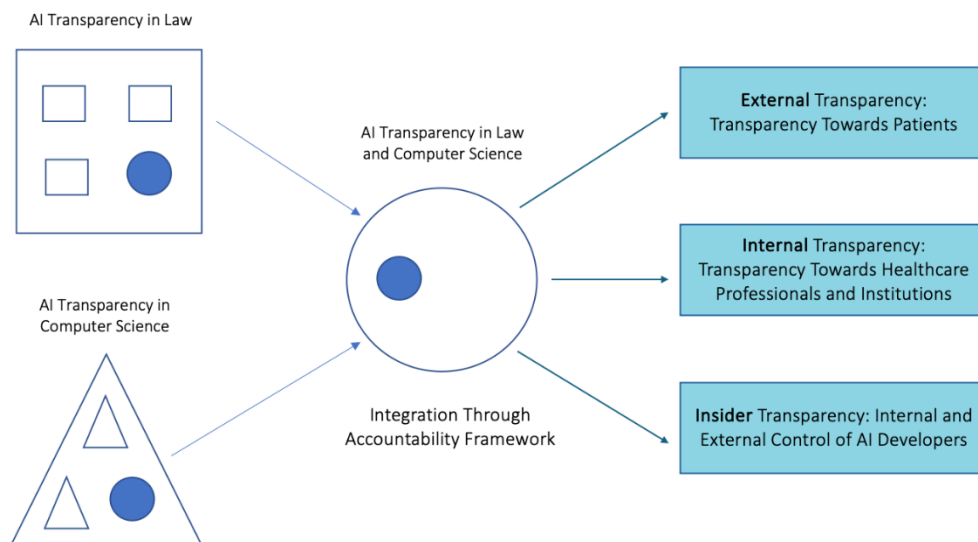 AI Transparency in Law
AI Transparency in
Computer Science
AI Transparency in Law
and Computer Science
Integration Through
Accountability Framework
External Transparency:
Transparency Towards Patients
Internal Transparency:
Transparency Towards Healthcare
Professionals and Institutions
Insider Transparency: Internal and
External Control of AI Developers